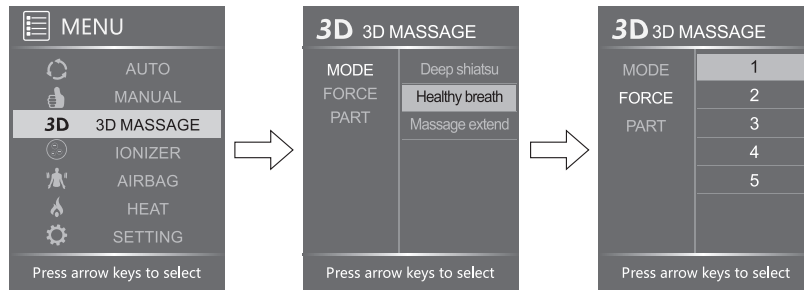 MENU
AUTO
MANUAL
3D 3D MASSAGE
IONIZER
AIRBAG
HEAT
SETTING
Press arrow keys to select
3D 3D MASSAGE
MODE
FORCE
PART
Deep shiatsu
Healthy breath
Massage extend
Press arrow keys to select
3D 3D MASSAGE
MODE
FORCE
PART
1
2
3
4
5
Press arrow keys to select